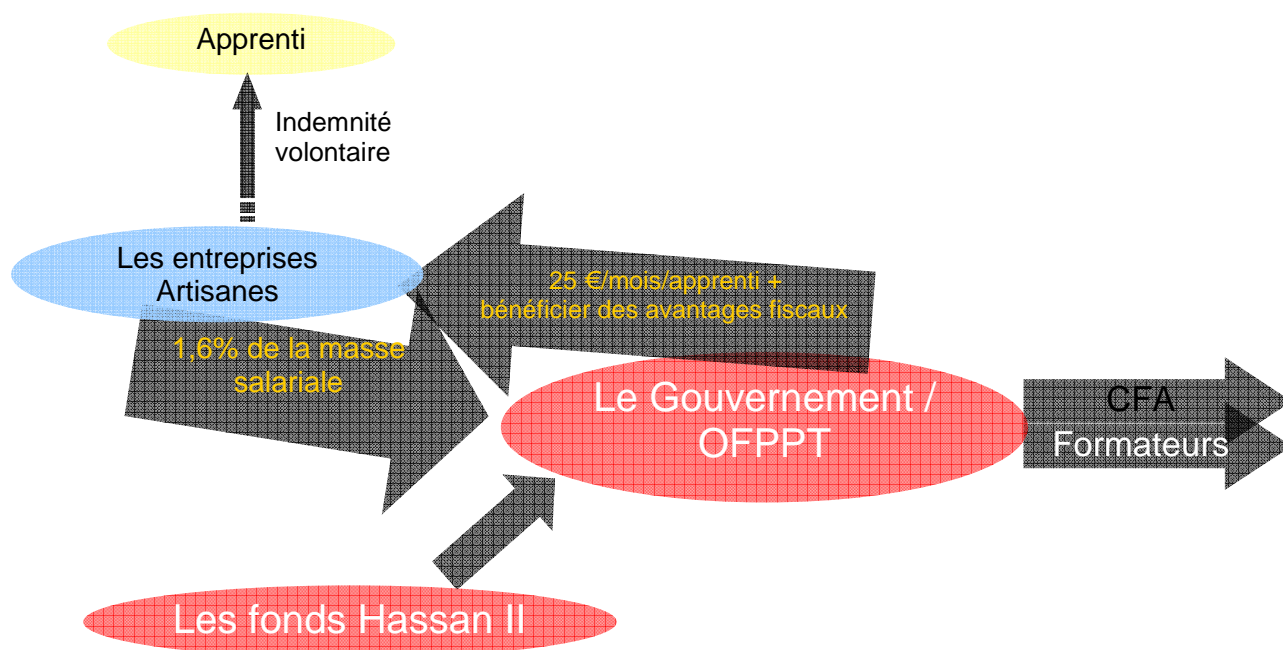 Apprenti
Indemnité
volontaire
Les entreprises
Artisanes
25 €/mois/apprenti +
bénéficier des avantages fiscaux
1,6% de la masse
salariale
Le Gouvernement /
OFPPT
CFA
Formateurs
Les fonds Hassan II